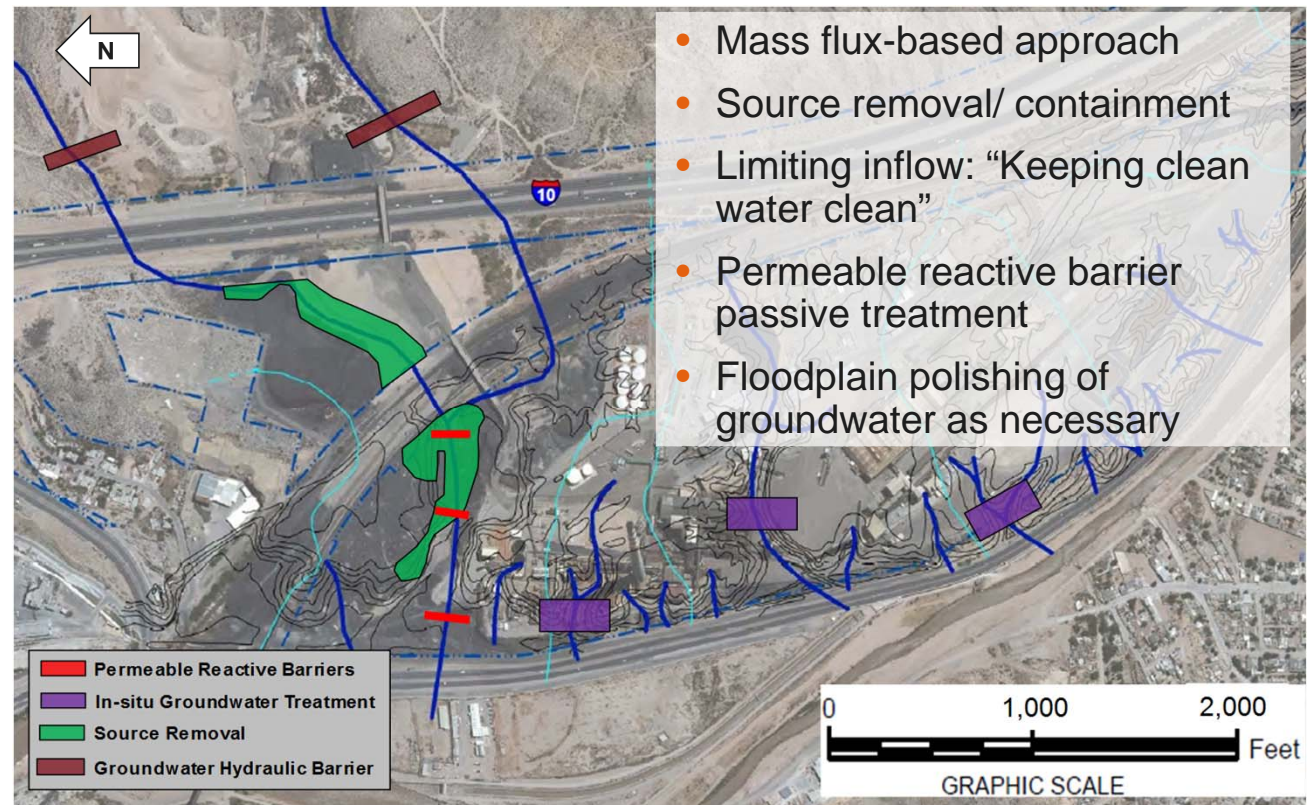 N
• Mass flux-based approach
• Source removal/ containment
• Limiting inflow: “Keeping clean
water clean”
• Permeable reactive barrier
passive treatment
• Floodplain polishing of
groundwater as necessary
10
Permeable Reactive Barriers
In-situ Groundwater Treatment
Source Removal
Groundwater Hydraulic Barrier
0 1,000 2,000
Feet
GRAPHIC SCALE